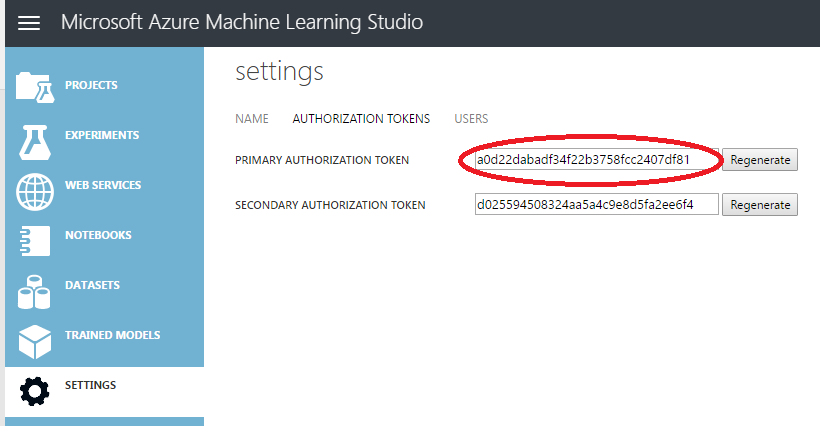 Microsoft Azure Machine Learning Studio
settings
PROJECTS
EXPERIMENTS
WEB SERVICES
NOTEBOOKS
DATASETS
TRAINED MODELS
SETTINGS
NAME AUTHORIZATION TOKENS USERS
PRIMARY AUTHORIZATION TOKEN a0d22dabadf34f22b3758fcc2407df81 Regenerate
SECONDARY AUTHORIZATION TOKEN d025594508324aa5a4c9e8d5fa2ee6f4 Regenerate